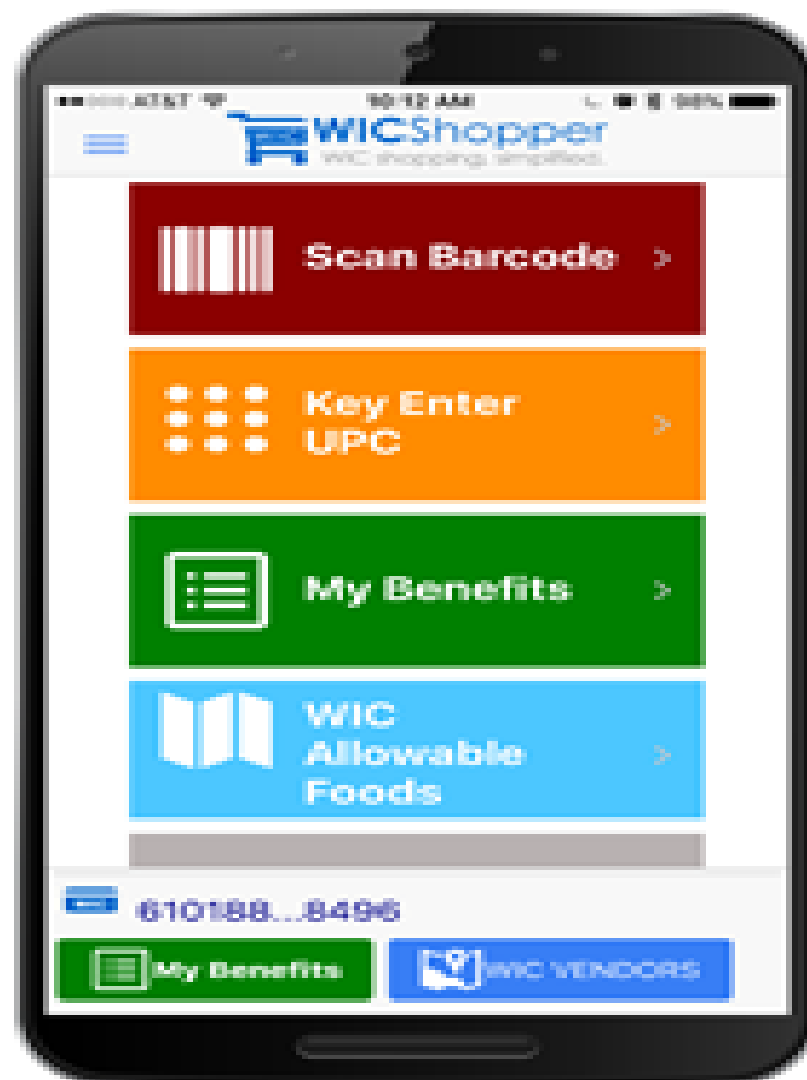 AT&T 10:12 AM 98%
WICShopper
WIC shopping, simplified.
Scan Barcode >
Key Enter
UPC >
My Benefits >
WIC
Allowable >
Foods
610188...8496
My Benefits WIC VENDORS